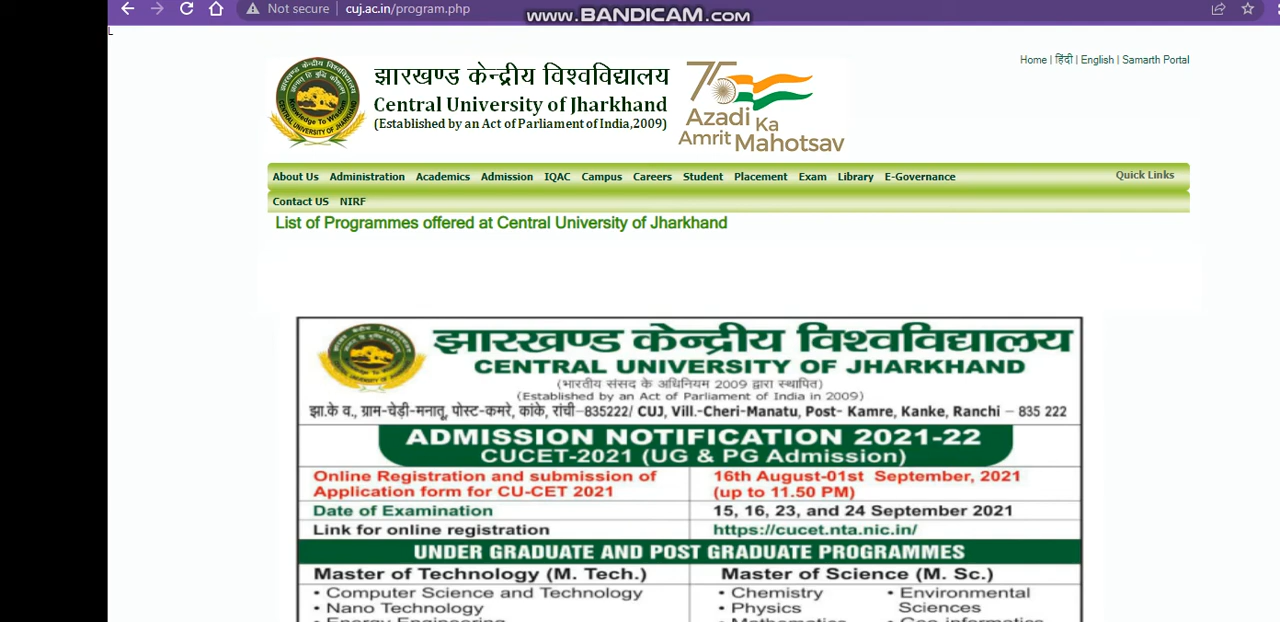 Not secure | cuj.ac.in/program.php
www.BANDICAM.com
L
Home | हिंदी | English | Samarth Portal
झारखण्ड केन्द्रीय विश्वविद्यालय
Central University of Jharkhand
(Established by an Act of Parliament of India,2009)
75
Azadi Ka
Amrit Mahotsav
About Us Administration Academics Admission IQAC Campus Careers Student Placement Exam Library E-Governance Quick Links
Contact US NIRF
List of Programmes offered at Central University of Jharkhand
झारखण्ड केन्द्रीय विश्वविद्यालय
CENTRAL UNIVERSITY OF JHARKHAND
(भारतीय संसद के अधिनियम 2009 द्वारा स्थापित)
(Established by an Act of Parliament of India in 2009)
झा.के व., ग्राम-चेड़ी-मनातू, पोस्ट-कमरे, कांके, रांची–835222/ CUJ, Vill.-Cheri-Manatu, Post- Kamre, Kanke, Ranchi – 835 222
ADMISSION NOTIFICATION 2021-22
CUCET-2021 (UG & PG Admission)
Online Registration and submission of Application form for CU-CET 2021
16th August-01st September, 2021 (up to 11.50 PM)
Date of Examination
15, 16, 23, and 24 September 2021
Link for online registration
https://cucet.nta.nic.in/
UNDER GRADUATE AND POST GRADUATE PROGRAMMES
Master of Technology (M. Tech.)
• Computer Science and Technology
• Nano Technology
• Energy Engineering
Master of Science (M. Sc.)
• Chemistry
• Physics
• Mathematics
• Environmental Sciences
• Geo-informatics